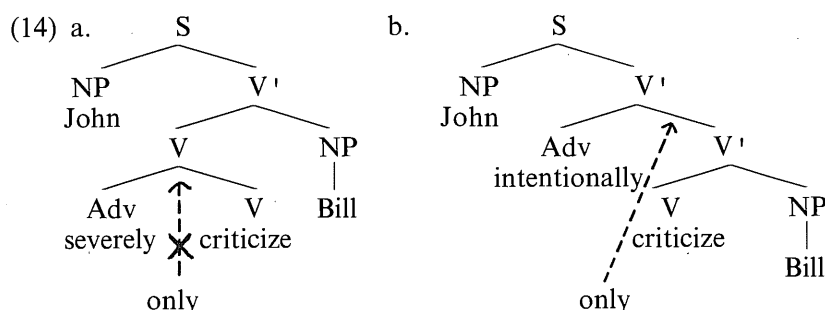 (14) a. S b. S
NP V' NP V'
John John
V NP Adv V'
intentionally
Adv V Bill V NP
severely criticize criticize
Bill
only only